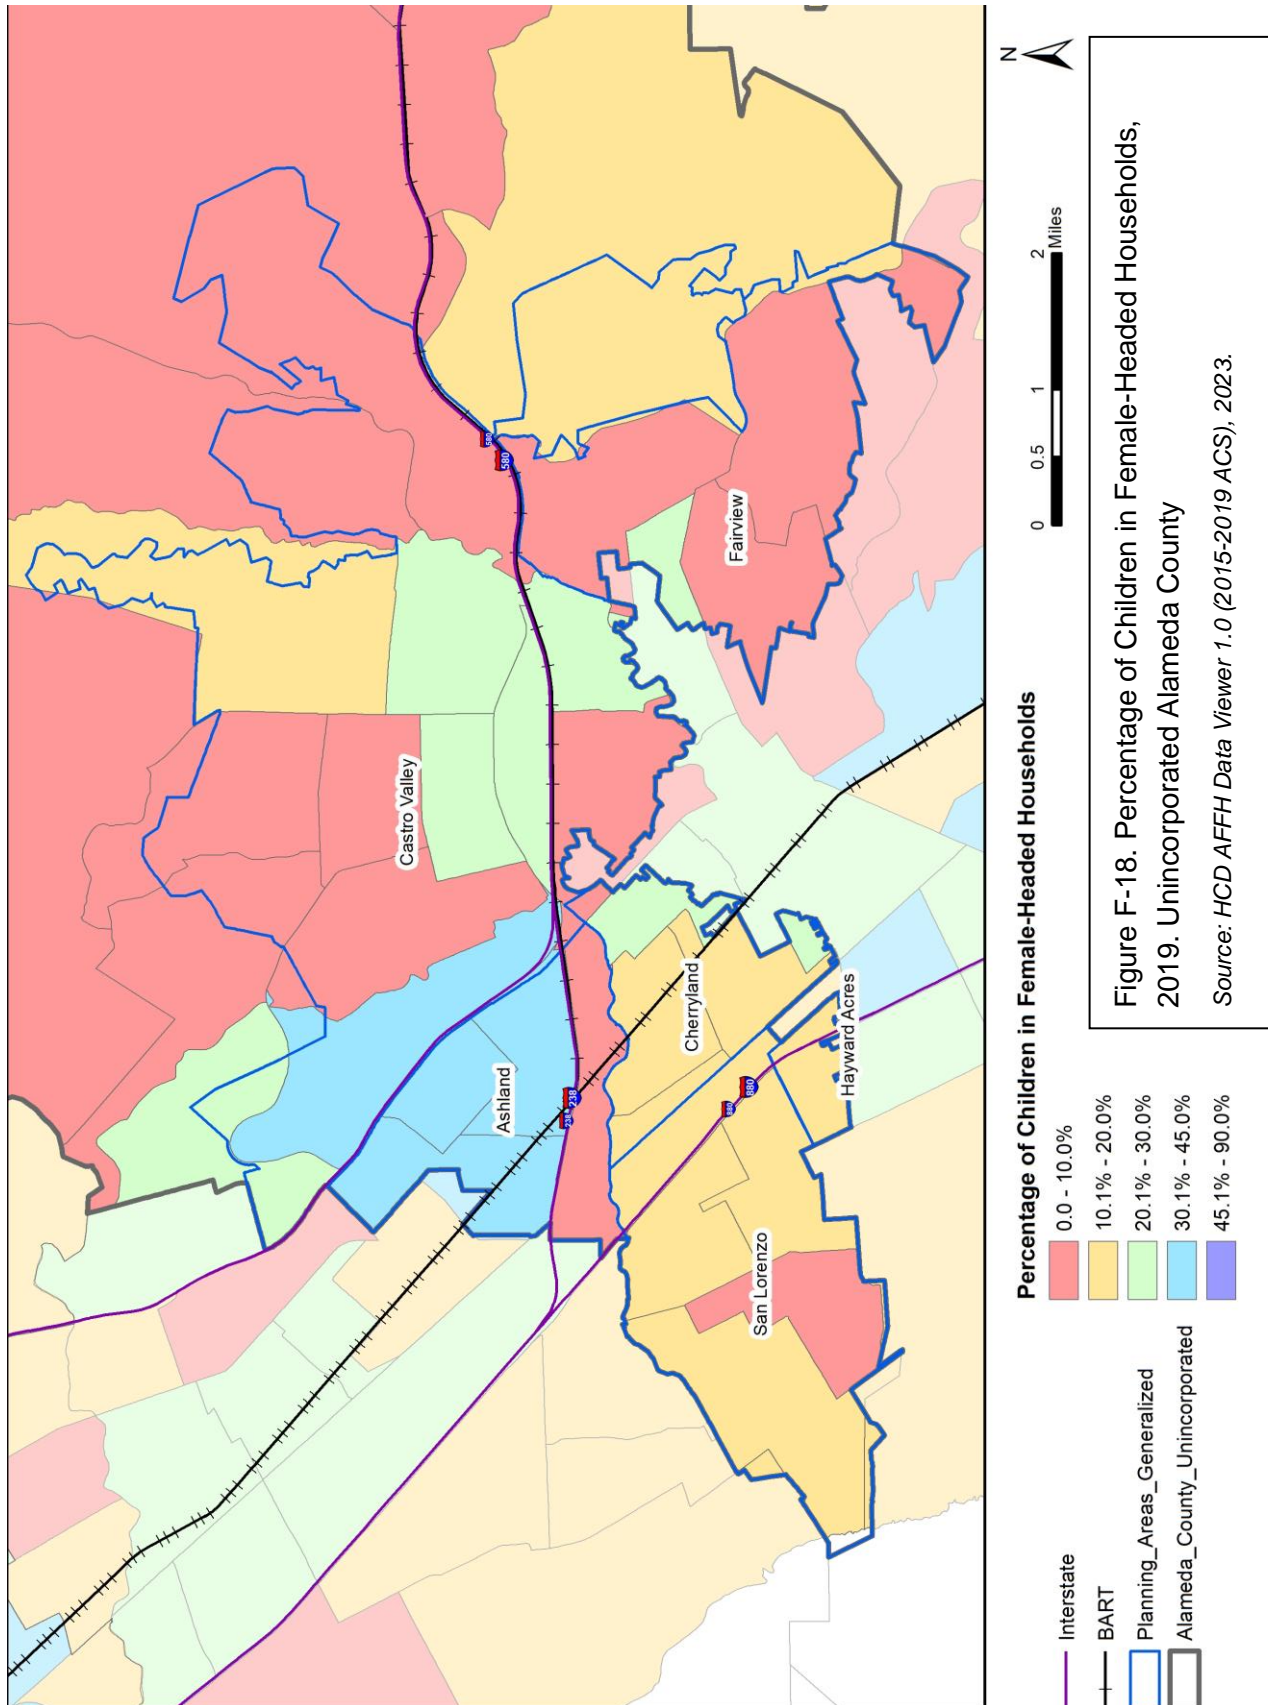 Castro Valley
Fairview
Ashland
Cherryland
Hayward Acres
San Lorenzo
580
580
238
238
880
880
N
0
0.5
1
2
Miles
Percentage of Children in Female-Headed Households
Interstate
BART
Planning_Areas_Generalized
Alameda_County_Unincorporated
0.0 - 10.0%
10.1% - 20.0%
20.1% - 30.0%
30.1% - 45.0%
45.1% - 90.0%
Figure F-18. Percentage of Children in Female-Headed Households,
2019. Unincorporated Alameda County
Source: HCD AFFH Data Viewer 1.0 (2015-2019 ACS), 2023.